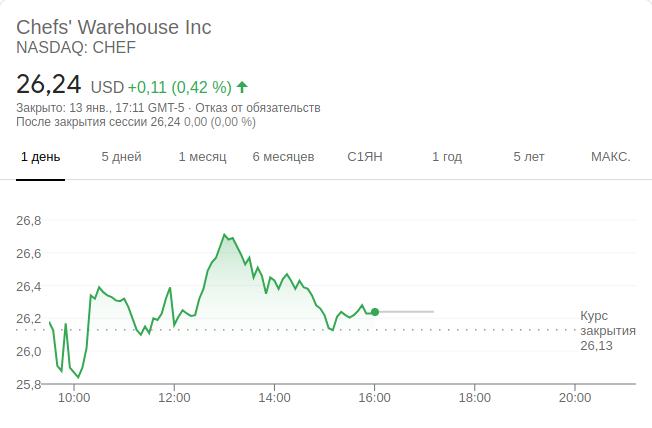 Chefs' Warehouse Inc
NASDAQ: CHEF
26,24 USD +0,11 (0,42 %)
Закрыто: 13 янв., 17:11 GMT-5 · Отказ от обязательств
После закрытия сессии 26,24 0,00 (0,00 %)
1 день 5 дней 1 месяц 6 месяцев С1ЯН 1 год 5 лет МАКС.
26,8
26,6
26,4
26,2
26,0
25,8
Курс
закрытия
26,13
10:00 12:00 14:00 16:00 18:00 20:00